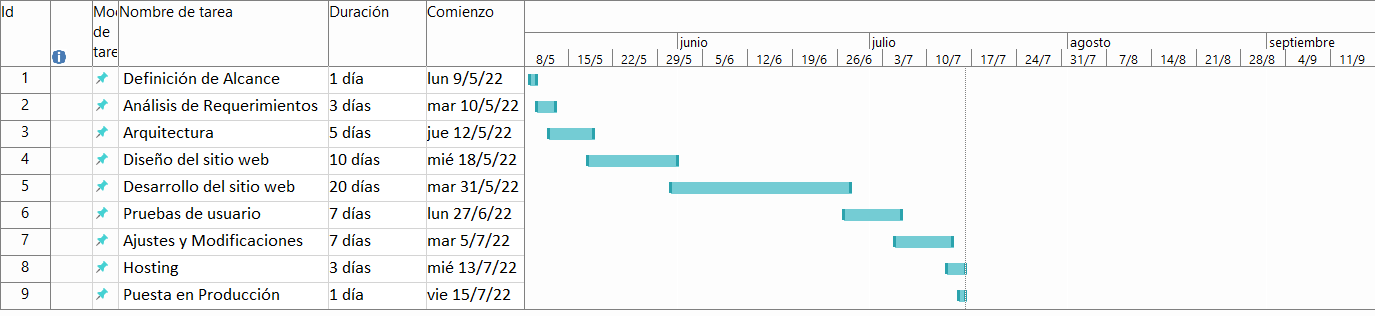 Id Modo de tarea Nombre de tarea Duración Comienzo
junio julio agosto septiembre
8/5 15/5 22/5 29/5 5/6 12/6 19/6 26/6 3/7 10/7 17/7 24/7 31/7 7/8 14/8 21/8 28/8 4/9 11/9
1 Definición de Alcance 1 día lun 9/5/22
2 Análisis de Requerimientos 3 días mar 10/5/22
3 Arquitectura 5 días jue 12/5/22
4 Diseño del sitio web 10 días mié 18/5/22
5 Desarrollo del sitio web 20 días mar 31/5/22
6 Pruebas de usuario 7 días lun 27/6/22
7 Ajustes y Modificaciones 7 días mar 5/7/22
8 Hosting 3 días mié 13/7/22
9 Puesta en Producción 1 día vie 15/7/22